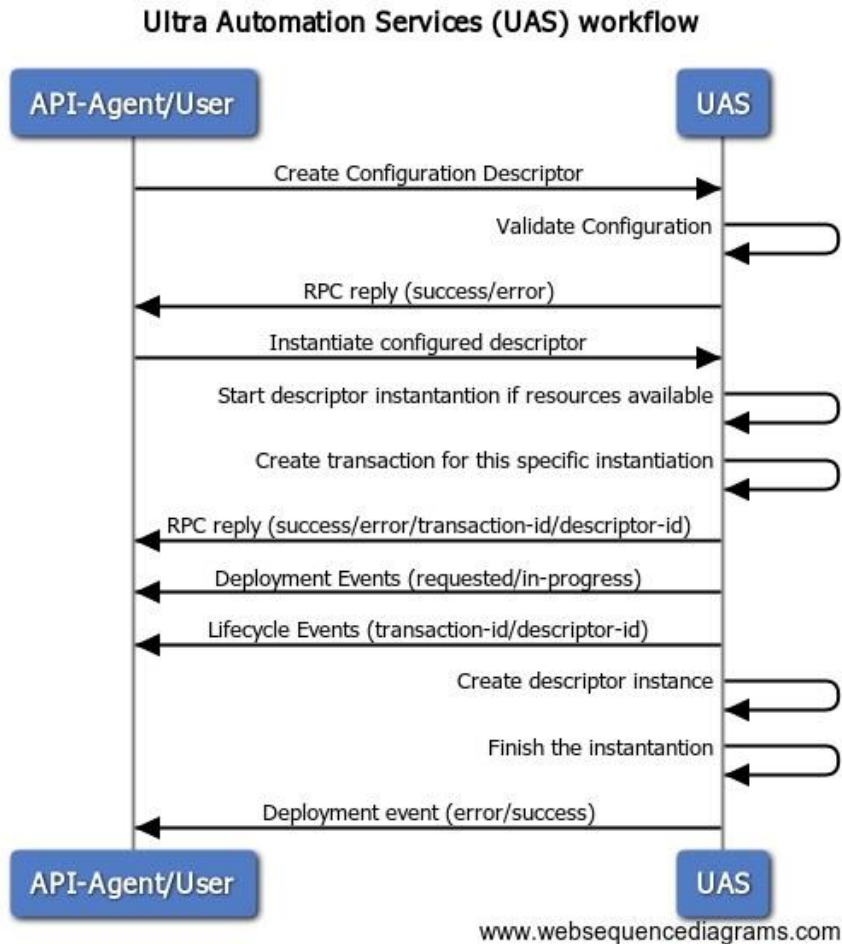 Ultra Automation Services (UAS) workflow
API-Agent/User
UAS
Create Configuration Descriptor
Validate Configuration
RPC reply (success/error)
Instantiate configured descriptor
Start descriptor instantantion if resources available
Create transaction for this specific instantiation
RPC reply (success/error/transaction-id/descriptor-id)
Deployment Events (requested/in-progress)
Lifecycle Events (transaction-id/descriptor-id)
Create descriptor instance
Finish the instantantion
Deployment event (error/success)
API-Agent/User
UAS
www.websequencediagrams.com